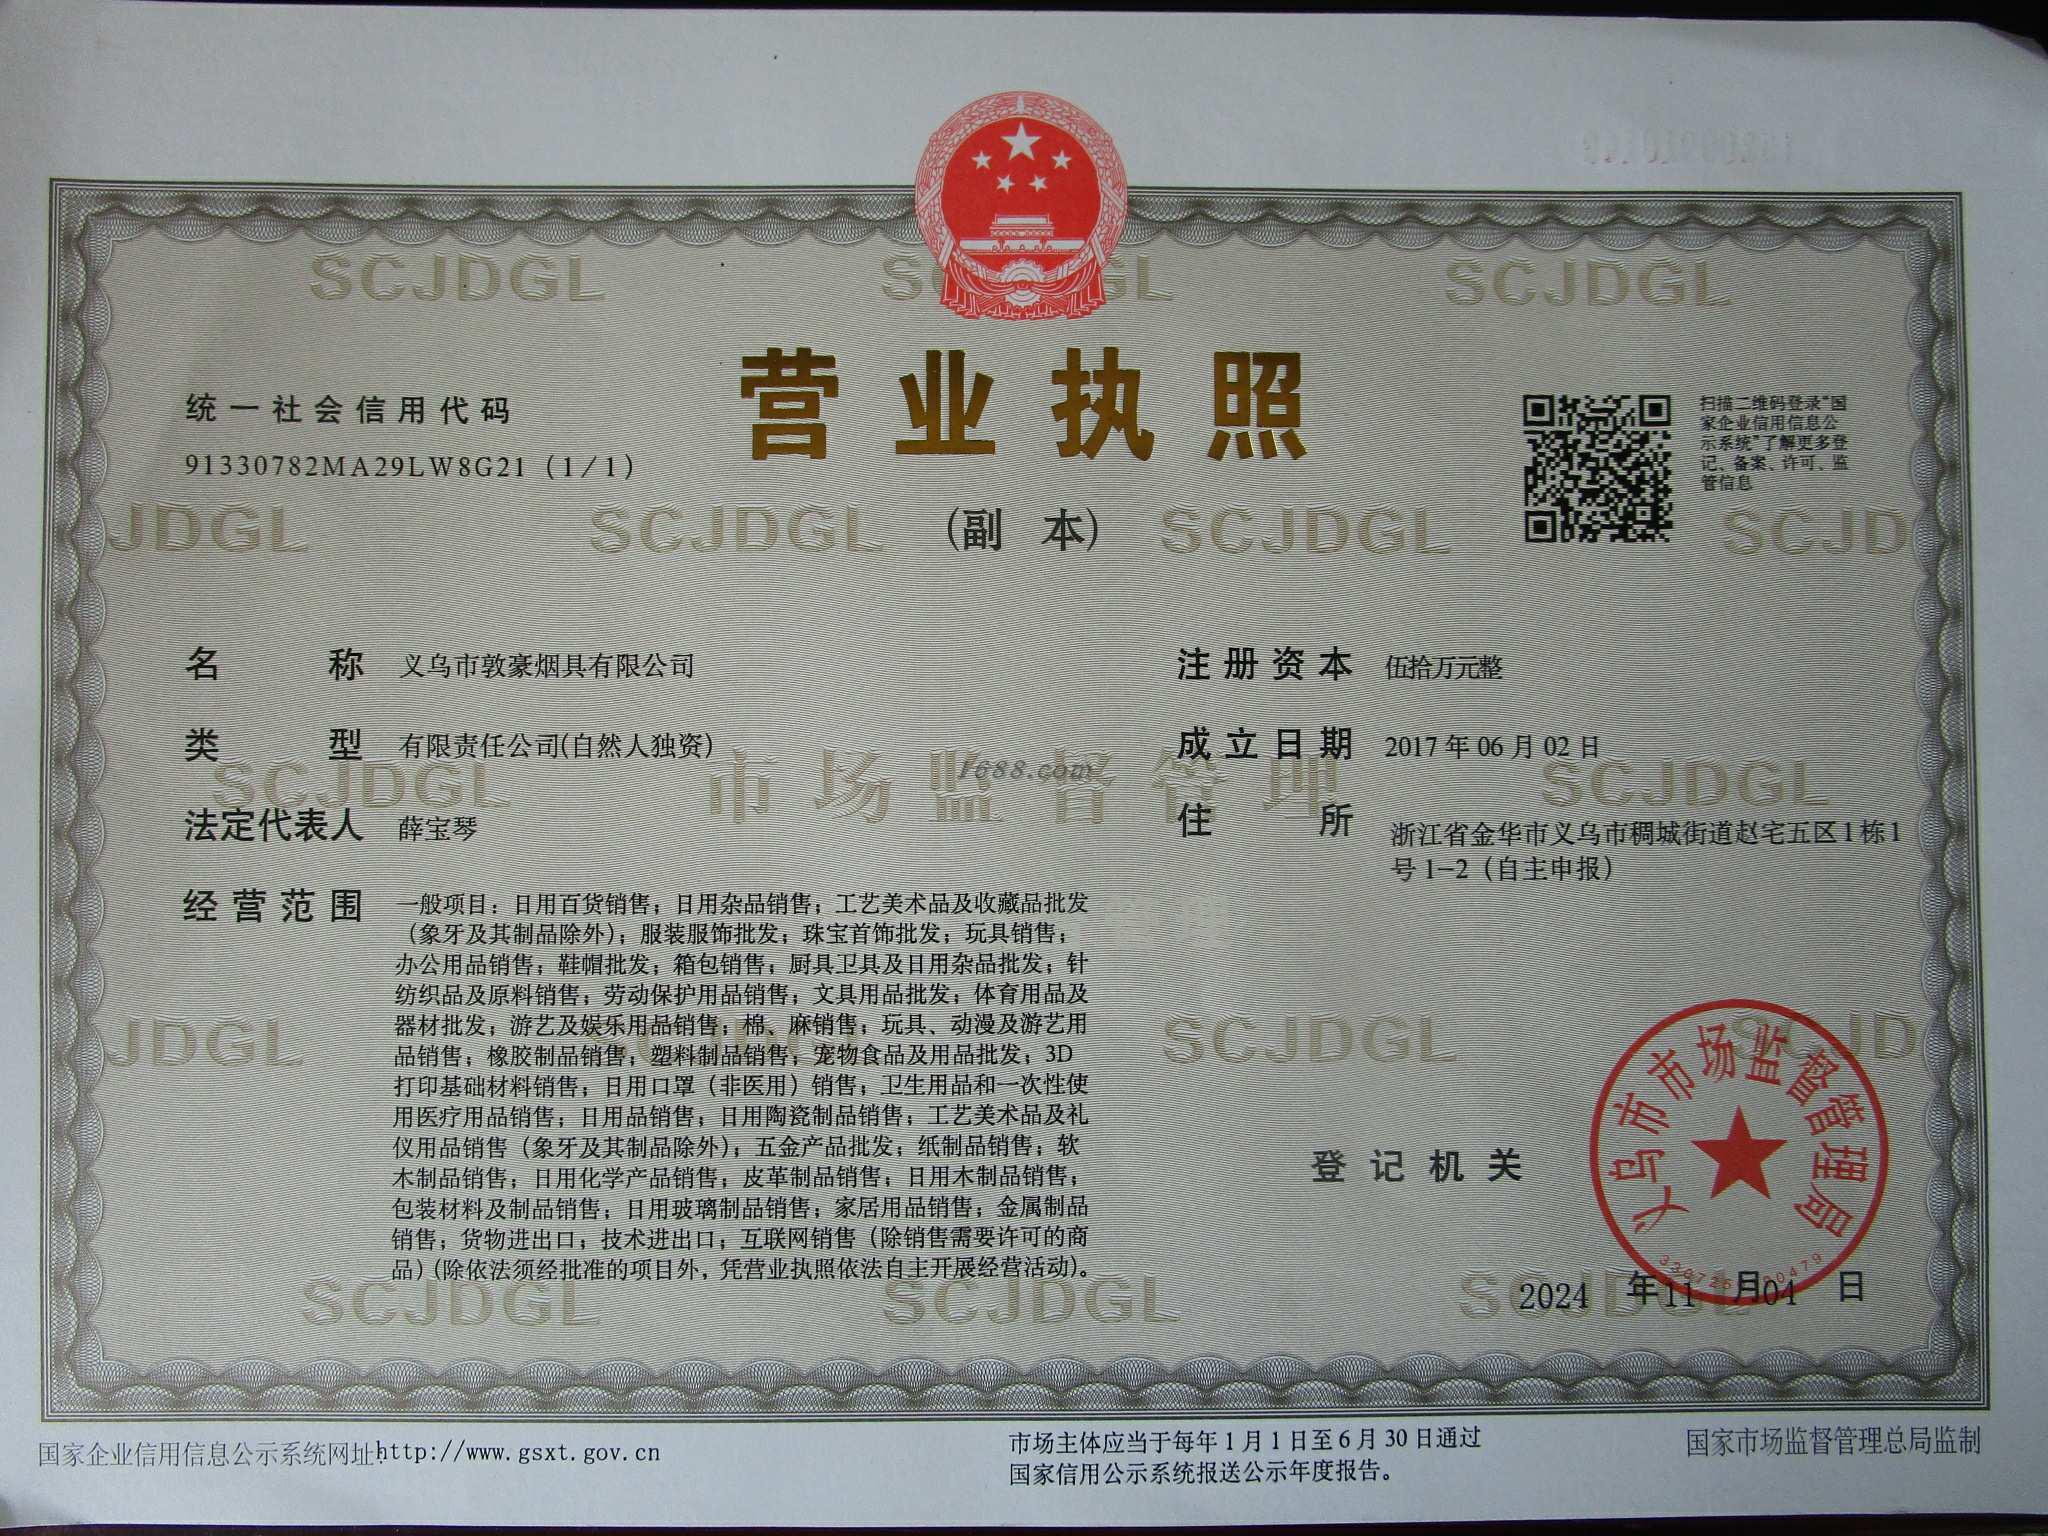 统一社会信用代码
91330782MA29LW8G21 (1/1)
营业执照
(副 本)
扫描二维码登录“国
家企业信用信息公
示系统”了解更多登
记、备案、许可、监
管信息
SCJDGL
SCJDGL
JDGL
SCJDGL
SCJDGL
SCJD
名 称 义乌市敦豪烟具有限公司
类 型 有限责任公司(自然人独资)
法定代表人 薛宝琴
经营范围 一般项目：日用百货销售；日用杂品销售；工艺美术品及收藏品批发
（象牙及其制品除外）；服装服饰批发；珠宝首饰批发；玩具销售；
办公用品销售；鞋帽批发；箱包销售；厨具卫具及日用杂品批发；针
纺织品及原料销售；劳动保护用品销售；文具用品批发；体育用品及
器材批发；游艺及娱乐用品销售；棉、麻销售；玩具、动漫及游艺用
品销售；橡胶制品销售；塑料制品销售；宠物食品及用品批发；3D
打印基础材料销售；日用口罩（非医用）销售；卫生用品和一次性使
用医疗用品销售；日用品销售；日用陶瓷制品销售；工艺美术品及礼
仪用品销售（象牙及其制品除外）；五金产品批发；纸制品销售；软
木制品销售；日用化学产品销售；皮革制品销售；日用木制品销售；
包装材料及制品销售；日用玻璃制品销售；家居用品销售；金属制品
销售；货物进出口；技术进出口；互联网销售（除销售需要许可的商
品）(除依法须经批准的项目外，凭营业执照依法自主开展经营活动)。
注册资本 伍拾万元整
成立日期 2017 年 06 月 02 日
住 所 浙江省金华市义乌市稠城街道赵宅五区1栋1
号1-2（自主申报）
SCJDGL
市场监督管理
1688.com
SCJDGL
JDGL
SCJDGL
登记机关
义乌市市场监督管理局
2024 年 11 月 04 日
SCJDGL
SCJDGL
国家企业信用信息公示系统网址:http://www.gsxt.gov.cn
市场主体应当于每年1月1日至6月30日通过
国家信用公示系统报送公示年度报告。
国家市场监督管理总局监制